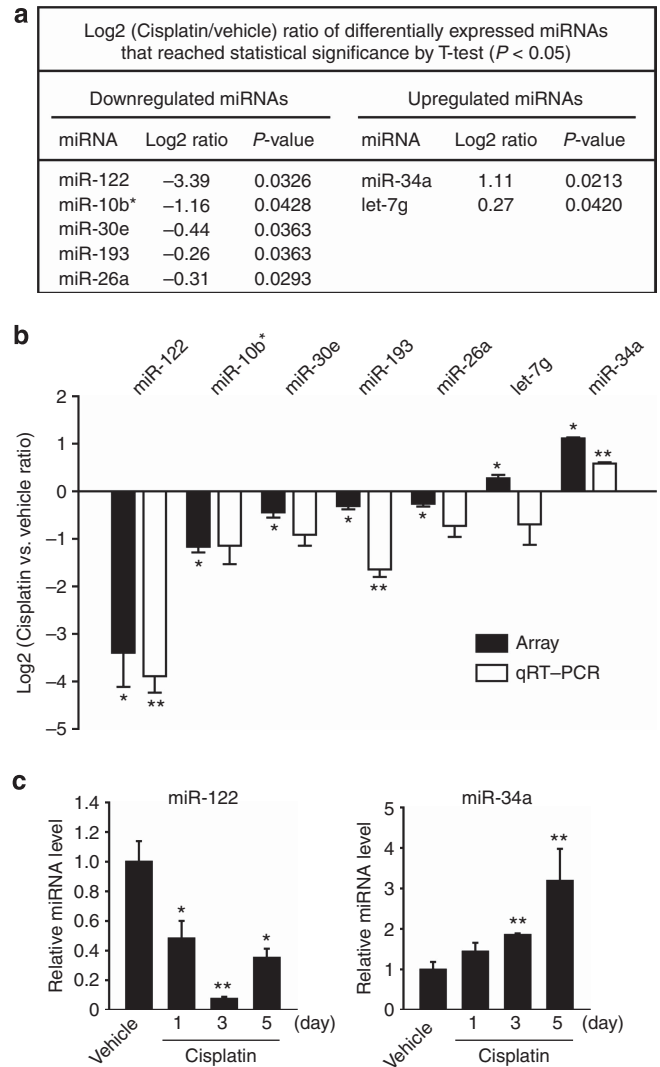 a
Log2 (Cisplatin/vehicle) ratio of differentially expressed miRNAs
that reached statistical significance by T-test (P < 0.05)
Downregulated miRNAs Upregulated miRNAs
miRNA Log2 ratio P-value miRNA Log2 ratio P-value
miR-122 –3.39 0.0326 miR-34a 1.11 0.0213
miR-10b* –1.16 0.0428 let-7g 0.27 0.0420
miR-30e –0.44 0.0363
miR-193 –0.26 0.0363
miR-26a –0.31 0.0293
b
miR-122 miR-10b* miR-30e miR-193 miR-26a let-7g miR-34a
Log2 (Cisplatin vs. vehicle ratio)
2
1
0
–1
–2
–3
–4
–5
* ** * * * ** * * * **
Array
qRT–PCR
c
miR-122
Relative miRNA level
1.4
1.2
1.0
0.8
0.6
0.4
0.2
0
* ** *
Vehicle 1 3 5 (day)
Cisplatin
miR-34a
Relative miRNA level
5
4
3
2
1
0
** **
Vehicle 1 3 5 (day)
Cisplatin